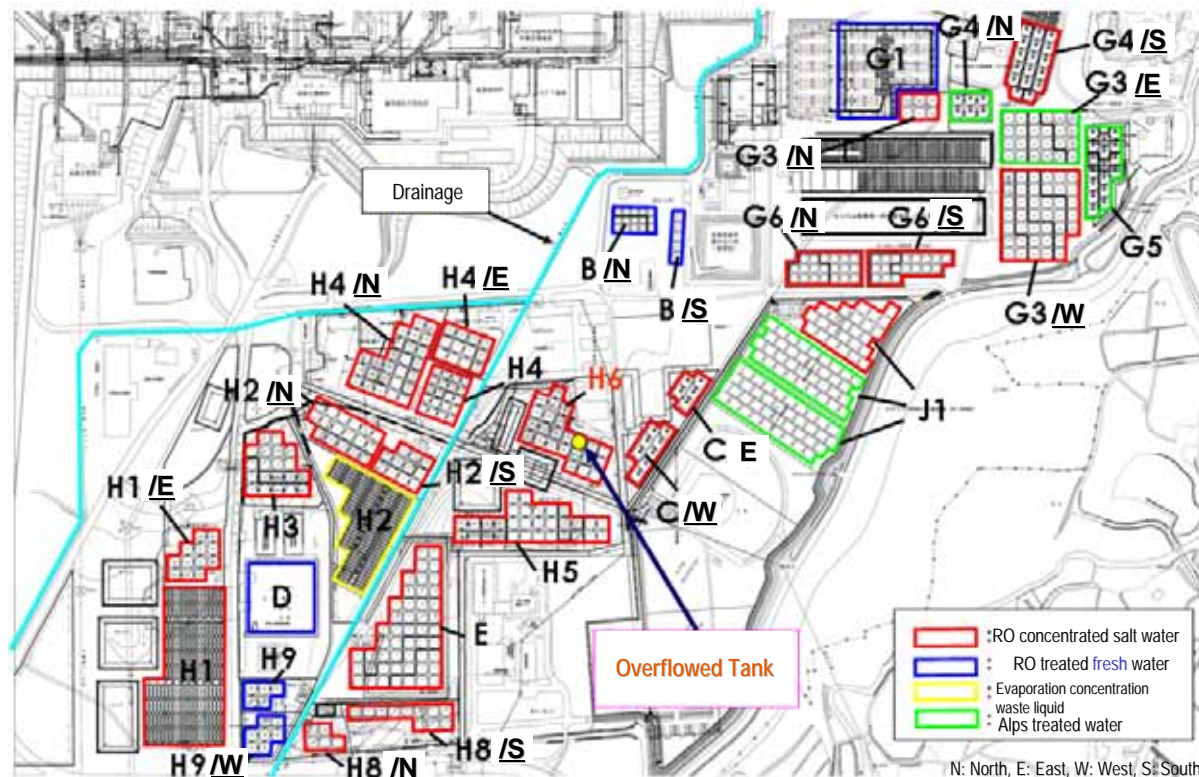 G4 /N
G4 /S
G1
G3 /E
G3 /N
Drainage
G6 /N
G6 /S
G5
B /N
B /S
G3 /W
H4 /N
H4 /E
H4
H6
H2 /N
J1
C E
H2 /S
C /W
H1 /E
H3
H2
H5
D
E
Overflowed Tank
RO concentrated salt water
RO treated fresh water
Evaporation concentration
waste liquid
Alps treated water
H1
H9
H8 /S
H9 /W
H8 /N
N: North, E: East, W: West, S: South